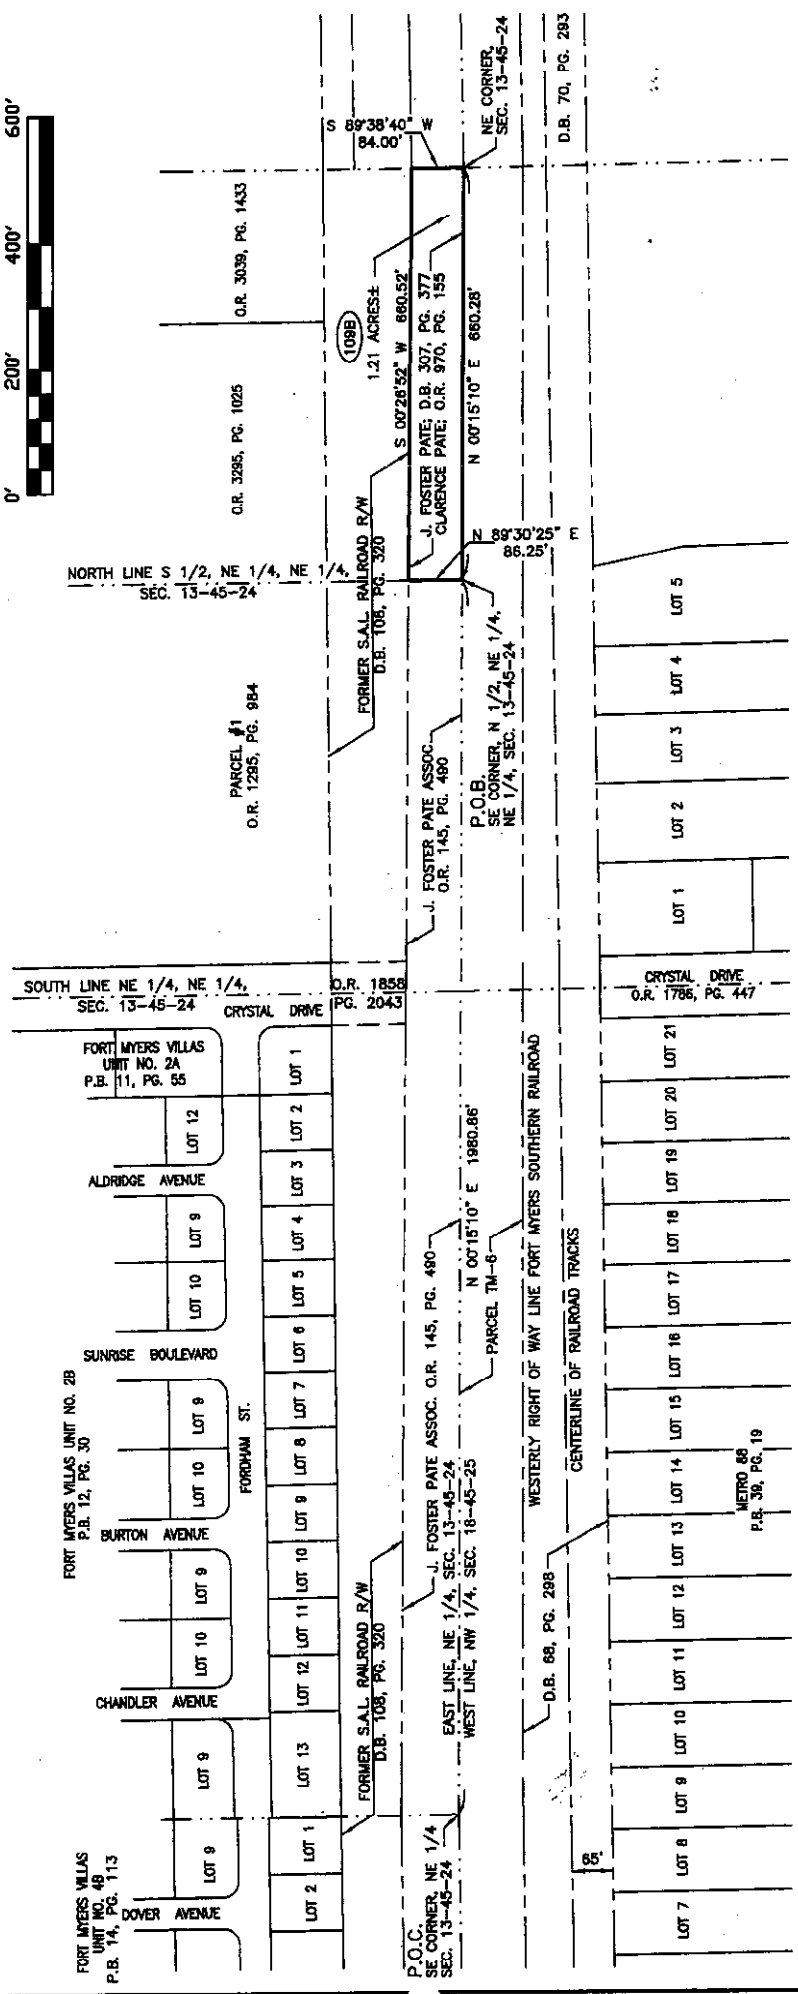 0' 200' 400' 600'
S 89°38'40" W
84.00'
NE CORNER,
SEC. 13-45-24
D.B. 70, PG. 293
O.R. 3039, PG. 1433
O.R. 3295, PG. 1025
109B
1.21 ACRES±
S 00°26'52" W 660.52'
J. FOSTER PATE; D.B. 307, PG. 377
CLARENCE PATE; O.R. 970, PG. 155
N 00°15'10" E 660.28'
N 89°30'25" E
86.25'
NORTH LINE S 1/2, NE 1/4, NE 1/4,
SEC. 13-45-24
FORMER S.A.L. RAILROAD R/W
D.B. 108, PG. 320
PARCEL #1
O.R. 1295, PG. 984
J. FOSTER PATE ASSOC.
O.R. 145, PG. 490
P.O.B.
SE CORNER, N 1/2, NE 1/4,
NE 1/4, SEC. 13-45-24
LOT 5
LOT 4
LOT 3
LOT 2
LOT 1
SOUTH LINE NE 1/4, NE 1/4,
SEC. 13-45-24
CRYSTAL DRIVE
O.R. 1858
PG. 2043
CRYSTAL DRIVE
O.R. 1786, PG. 447
FORT MYERS VILLAS
UNIT NO. 2A
P.B. 11, PG. 55
LOT 12
ALDRIDGE AVENUE
LOT 9
LOT 10
SUNRISE BOULEVARD
LOT 9
LOT 10
BURTON AVENUE
LOT 9
LOT 10
CHANDLER AVENUE
LOT 9
LOT 9
DOVER AVENUE
FORT MYERS VILLAS UNIT NO. 2B
P.B. 12, PG. 30
FORDHAM ST.
FORT MYERS VILLAS
UNIT NO. 4B
P.B. 14, PG. 113
LOT 1
LOT 2
LOT 3
LOT 4
LOT 5
LOT 6
LOT 7
LOT 8
LOT 9
LOT 10
LOT 11
LOT 12
LOT 13
LOT 1
LOT 2
FORMER S.A.L. RAILROAD R/W
D.B. 108, PG. 320
J. FOSTER PATE ASSOC. O.R. 145, PG. 490
N 00°15'10" E 1980.86'
PARCEL TM-6
EAST LINE, NE 1/4, SEC. 13-45-24
WEST LINE, NW 1/4, SEC. 18-45-25
P.O.C.
SE CORNER, NE 1/4
SEC. 13-45-24
WESTERLY RIGHT OF WAY LINE FORT MYERS SOUTHERN RAILROAD
CENTERLINE OF RAILROAD TRACKS
D.B. 68, PG. 298
65'
LOT 21
LOT 20
LOT 19
LOT 18
LOT 17
LOT 16
LOT 15
LOT 14
LOT 13
LOT 12
LOT 11
LOT 10
LOT 9
LOT 8
LOT 7
METRO 88
P.B. 39, PG. 19